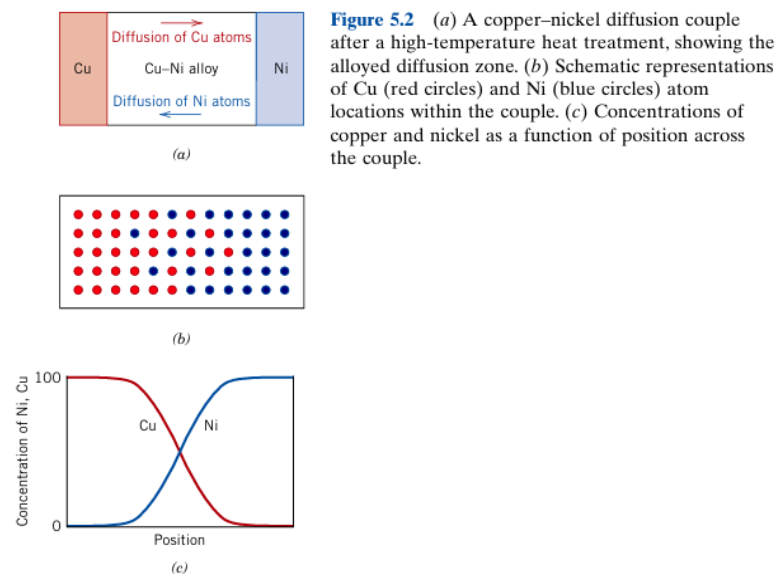 Diffusion of Cu atoms
Cu
Cu–Ni alloy
Ni
Diffusion of Ni atoms
(a)
(b)
Concentration of Ni, Cu
100
Cu
Ni
0
Position
(c)
Figure 5.2 (a) A copper–nickel diffusion couple
after a high-temperature heat treatment, showing the
alloyed diffusion zone. (b) Schematic representations
of Cu (red circles) and Ni (blue circles) atom
locations within the couple. (c) Concentrations of
copper and nickel as a function of position across
the couple.